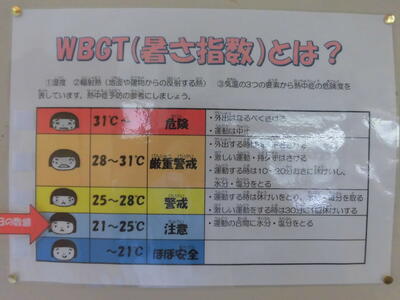 WBGT(暑さ指数)とは？
①湿度 ②輻射熱（地面や建物からの反射する熱） ③気温の3つの要素から熱中症の危険度を
表しています。熱中症予防の参考にしましょう。
31℃～ 危険
・外出はなるべくさける
・運動は中止
28～31℃ 厳重警戒
・外出する時
・激しい運動・持久走はさける
・運動する時は10～20分おきに休けいし、
水分・塩分をとる
25～28℃ 警戒
・運動する時は休けいをとり、水分・塩分を取る
・激しい運動をする時は30分に1回休けいする
21～25℃ 注意
・運動の合間に水分・塩分をとる
～21℃ ほぼ安全
日の数値